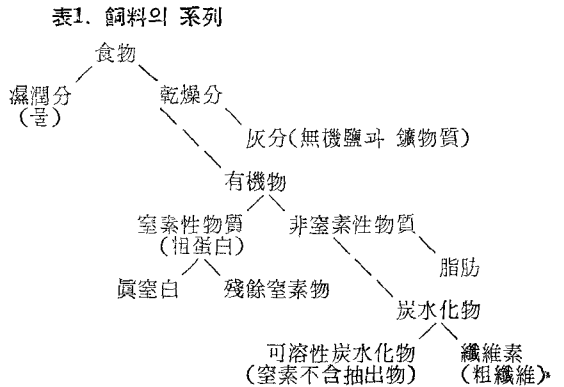 表1. 飼料의 系列
食物
濕潤分 乾燥分
(물)
灰分(無機鹽과 鑛物質)
有機物
窒素性物質 非窒素性物質
(粗蛋白)
脂肪
眞窒白 殘餘窒素物
炭水化物
可溶性炭水化物 纖維素
(窒素不含抽出物) (粗纖維)